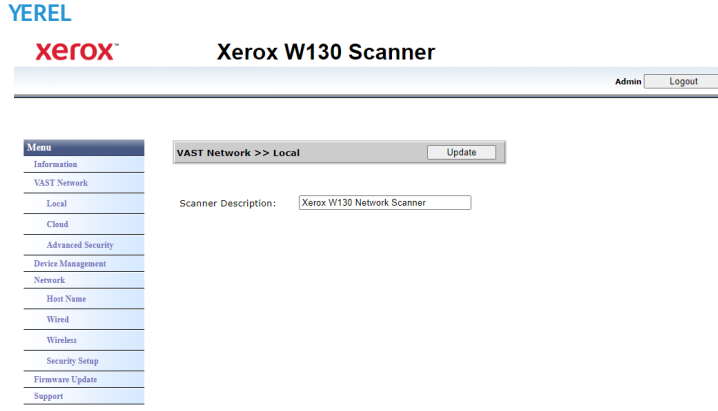 YEREL
xerox™
Xerox W130 Scanner
Admin Logout
Menu
Information
VAST Network
Local
Cloud
Advanced Security
Device Management
Network
Host Name
Wired
Wireless
Security Setup
Firmware Update
Support
VAST Network >> Local Update
Scanner Description: Xerox W130 Network Scanner